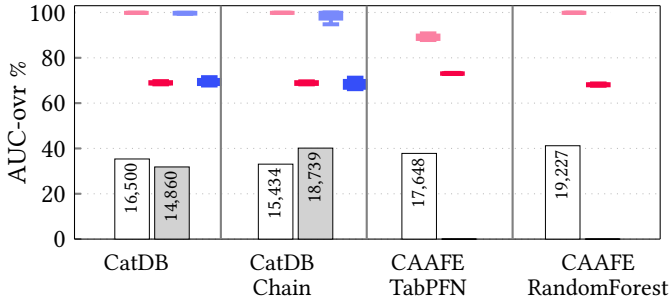 AUC-ovr %
100
80
60
40
20
0
16,500
14,860
15,434
18,739
17,648
19,227
CatDB
CatDB
Chain
CAAFE
TabPFN
CAAFE
RandomForest